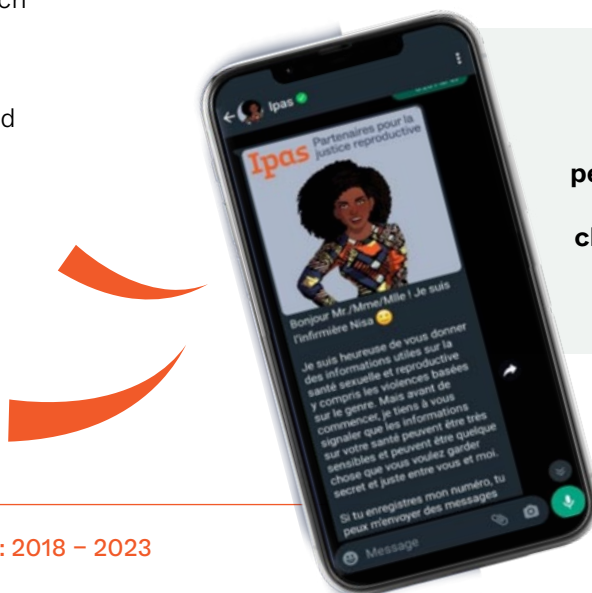 ch
d
pe
cl
Ipas
Ipas Partenaires pour la
justice reproductive
Bonjour Mr./Mme/Mlle ! Je suis
l'infirmière Nisa 😊
Je suis heureuse de vous donner
des informations utiles sur la
santé sexuelle et reproductive
y compris les violences basées
sur le genre. Mais avant de
commencer, je tiens à vous
signaler que les informations
sur votre santé peuvent être très
sensibles et peuvent être quelque
chose que vous voulez garder
secret et juste entre vous et moi.
Si tu enregistres mon numéro, tu
peux m'envoyer des messages
Message
: 2018 – 2023